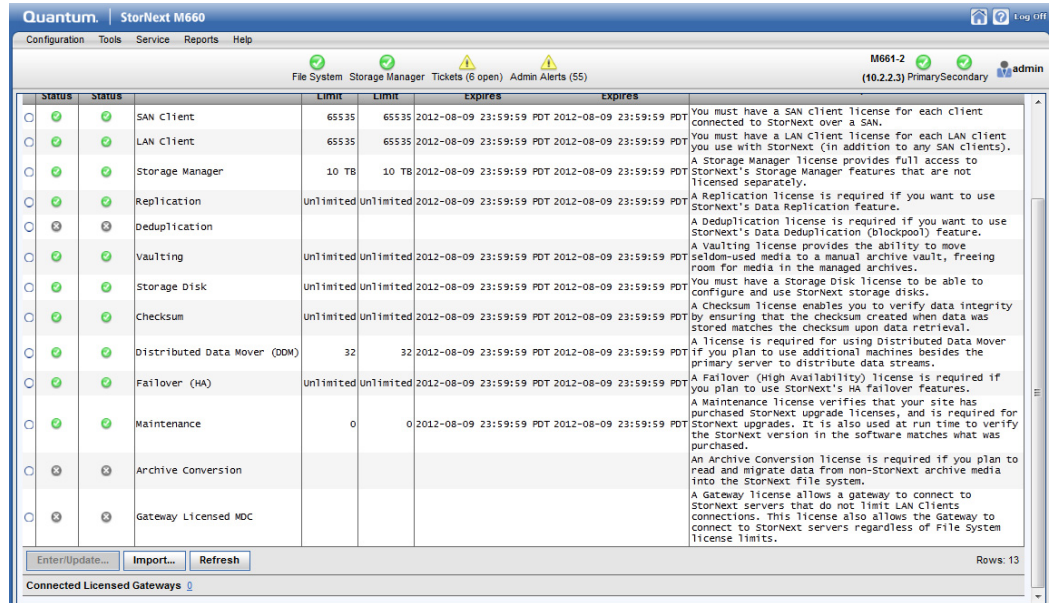 Quantum. StorNext M660 Log Off
Configuration Tools Service Reports Help
File System Storage Manager Tickets (6 open) Admin Alerts (55)
M661-2
(10.2.2.3) Primary Secondary
admin
Status Status Limit Limit Expires Expires
SAN Client 65535 65535 2012-08-09 23:59:59 PDT 2012-08-09 23:59:59 PDT
You must have a SAN client license for each client
connected to StorNext over a SAN.
LAN Client 65535 65535 2012-08-09 23:59:59 PDT 2012-08-09 23:59:59 PDT
You must have a LAN Client license for each LAN client
you use with StorNext (in addition to any SAN clients).
Storage Manager 10 TB 10 TB 2012-08-09 23:59:59 PDT 2012-08-09 23:59:59 PDT
A Storage Manager license provides full access to
StorNext's Storage Manager features that are not
licensed separately.
Replication Unlimited Unlimited 2012-08-09 23:59:59 PDT 2012-08-09 23:59:59 PDT
A Replication license is required if you want to use
StorNext's Data Replication feature.
Deduplication
A Deduplication license is required if you want to use
StorNext's Data Deduplication (blockpool) feature.
Vaulting Unlimited Unlimited 2012-08-09 23:59:59 PDT 2012-08-09 23:59:59 PDT
A Vaulting license provides the ability to move
seldom-used media to a manual archive vault, freeing
room for media in the managed archives.
Storage Disk Unlimited Unlimited 2012-08-09 23:59:59 PDT 2012-08-09 23:59:59 PDT
You must have a Storage Disk license to be able to
configure and use StorNext storage disks.
Checksum Unlimited Unlimited 2012-08-09 23:59:59 PDT 2012-08-09 23:59:59 PDT
A Checksum license enables you to verify data integrity
by ensuring that the checksum created when data was
stored matches the checksum upon data retrieval.
Distributed Data Mover (DDM) 32 32 2012-08-09 23:59:59 PDT 2012-08-09 23:59:59 PDT
A license is required for using Distributed Data Mover
if you plan to use additional machines besides the
primary server to distribute data streams.
Failover (HA) Unlimited Unlimited 2012-08-09 23:59:59 PDT 2012-08-09 23:59:59 PDT
A Failover (High Availability) license is required if
you plan to use StorNext's HA failover features.
Maintenance 0 0 2012-08-09 23:59:59 PDT 2012-08-09 23:59:59 PDT
A Maintenance license verifies that your site has
purchased StorNext upgrade licenses, and is required for
StorNext upgrades. It is also used at run time to verify
the StorNext version in the software matches what was
purchased.
Archive Conversion
An Archive Conversion license is required if you plan to
read and migrate data from non-StorNext archive media
into the StorNext file system.
Gateway Licensed MDC
A Gateway license allows a gateway to connect to
StorNext servers that do not limit LAN Clients
connections. This license also allows the Gateway to
connect to StorNext servers regardless of File System
license limits.
Enter/Update... Import... Refresh Rows: 13
Connected Licensed Gateways 0